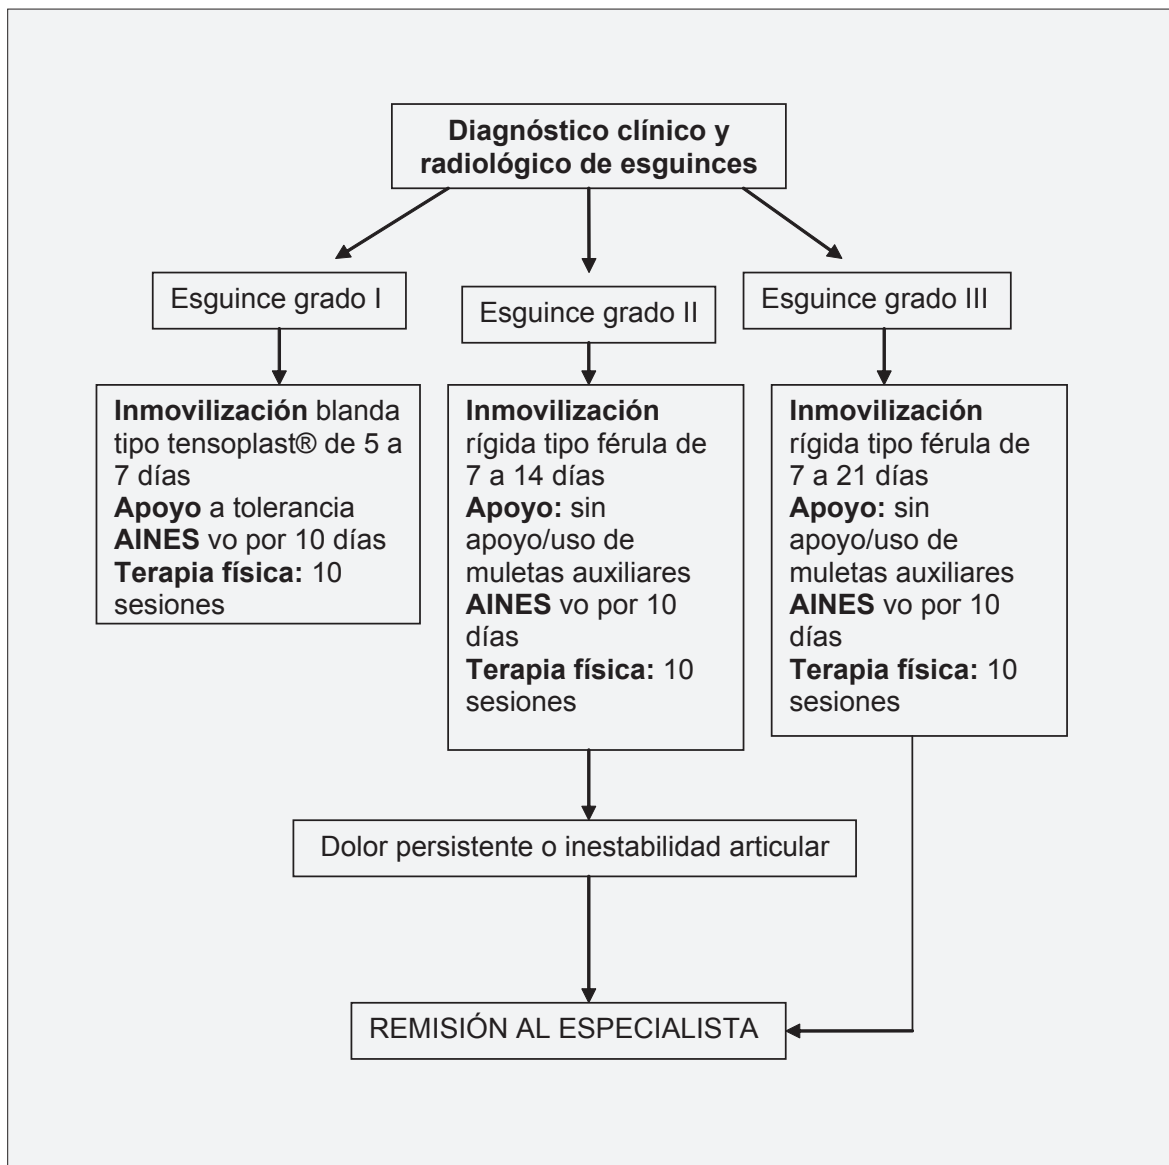 Diagnóstico clínico y
radiológico de esguinces
Esguince grado I
Esguince grado II
Esguince grado III
Inmovilización blanda
tipo tensoplast® de 5 a
7 días
Apoyo a tolerancia
AINES vo por 10 días
Terapia física: 10
sesiones
Inmovilización
rígida tipo férula de
7 a 14 días
Apoyo: sin
apoyo/uso de
muletas auxiliares
AINES vo por 10
días
Terapia física: 10
sesiones
Inmovilización
rígida tipo férula de
7 a 21 días
Apoyo: sin
apoyo/uso de
muletas auxiliares
AINES vo por 10
días
Terapia física: 10
sesiones
Dolor persistente o inestabilidad articular
REMISIÓN AL ESPECIALISTA